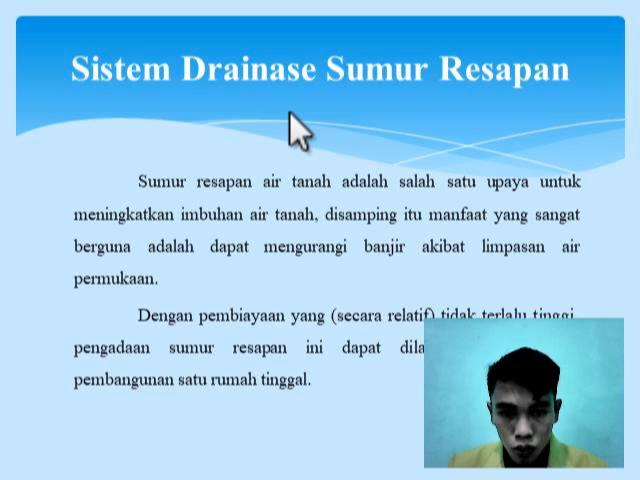 Sistem Drainase Sumur Resapan
Sumur resapan air tanah adalah salah satu upaya untuk
meningkatkan imbuhan air tanah, disamping itu manfaat yang sangat
berguna adalah dapat mengurangi banjir akibat limpasan air
permukaan.
Dengan pembiayaan yang (secara relatif) tidak terlalu tinggi,
pengadaan sumur resapan ini dapat
pembangunan satu rumah tinggal.